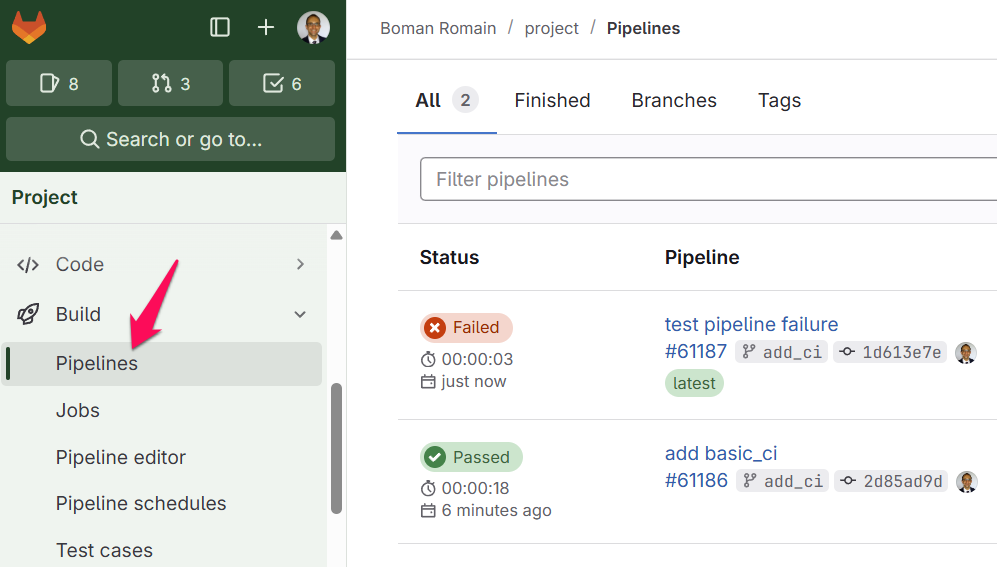 8 3 6
Search or go to...
Project
Code
Build
Pipelines
Jobs
Pipeline editor
Pipeline schedules
Test cases
Boman Romain / project / Pipelines
All 2 Finished Branches Tags
Filter pipelines
Status Pipeline
Failed
00:00:03
just now
test pipeline failure
#61187 add_ci 1d613e7e
latest
Passed
00:00:18
6 minutes ago
add basic_ci
#61186 add_ci 2d85ad9d